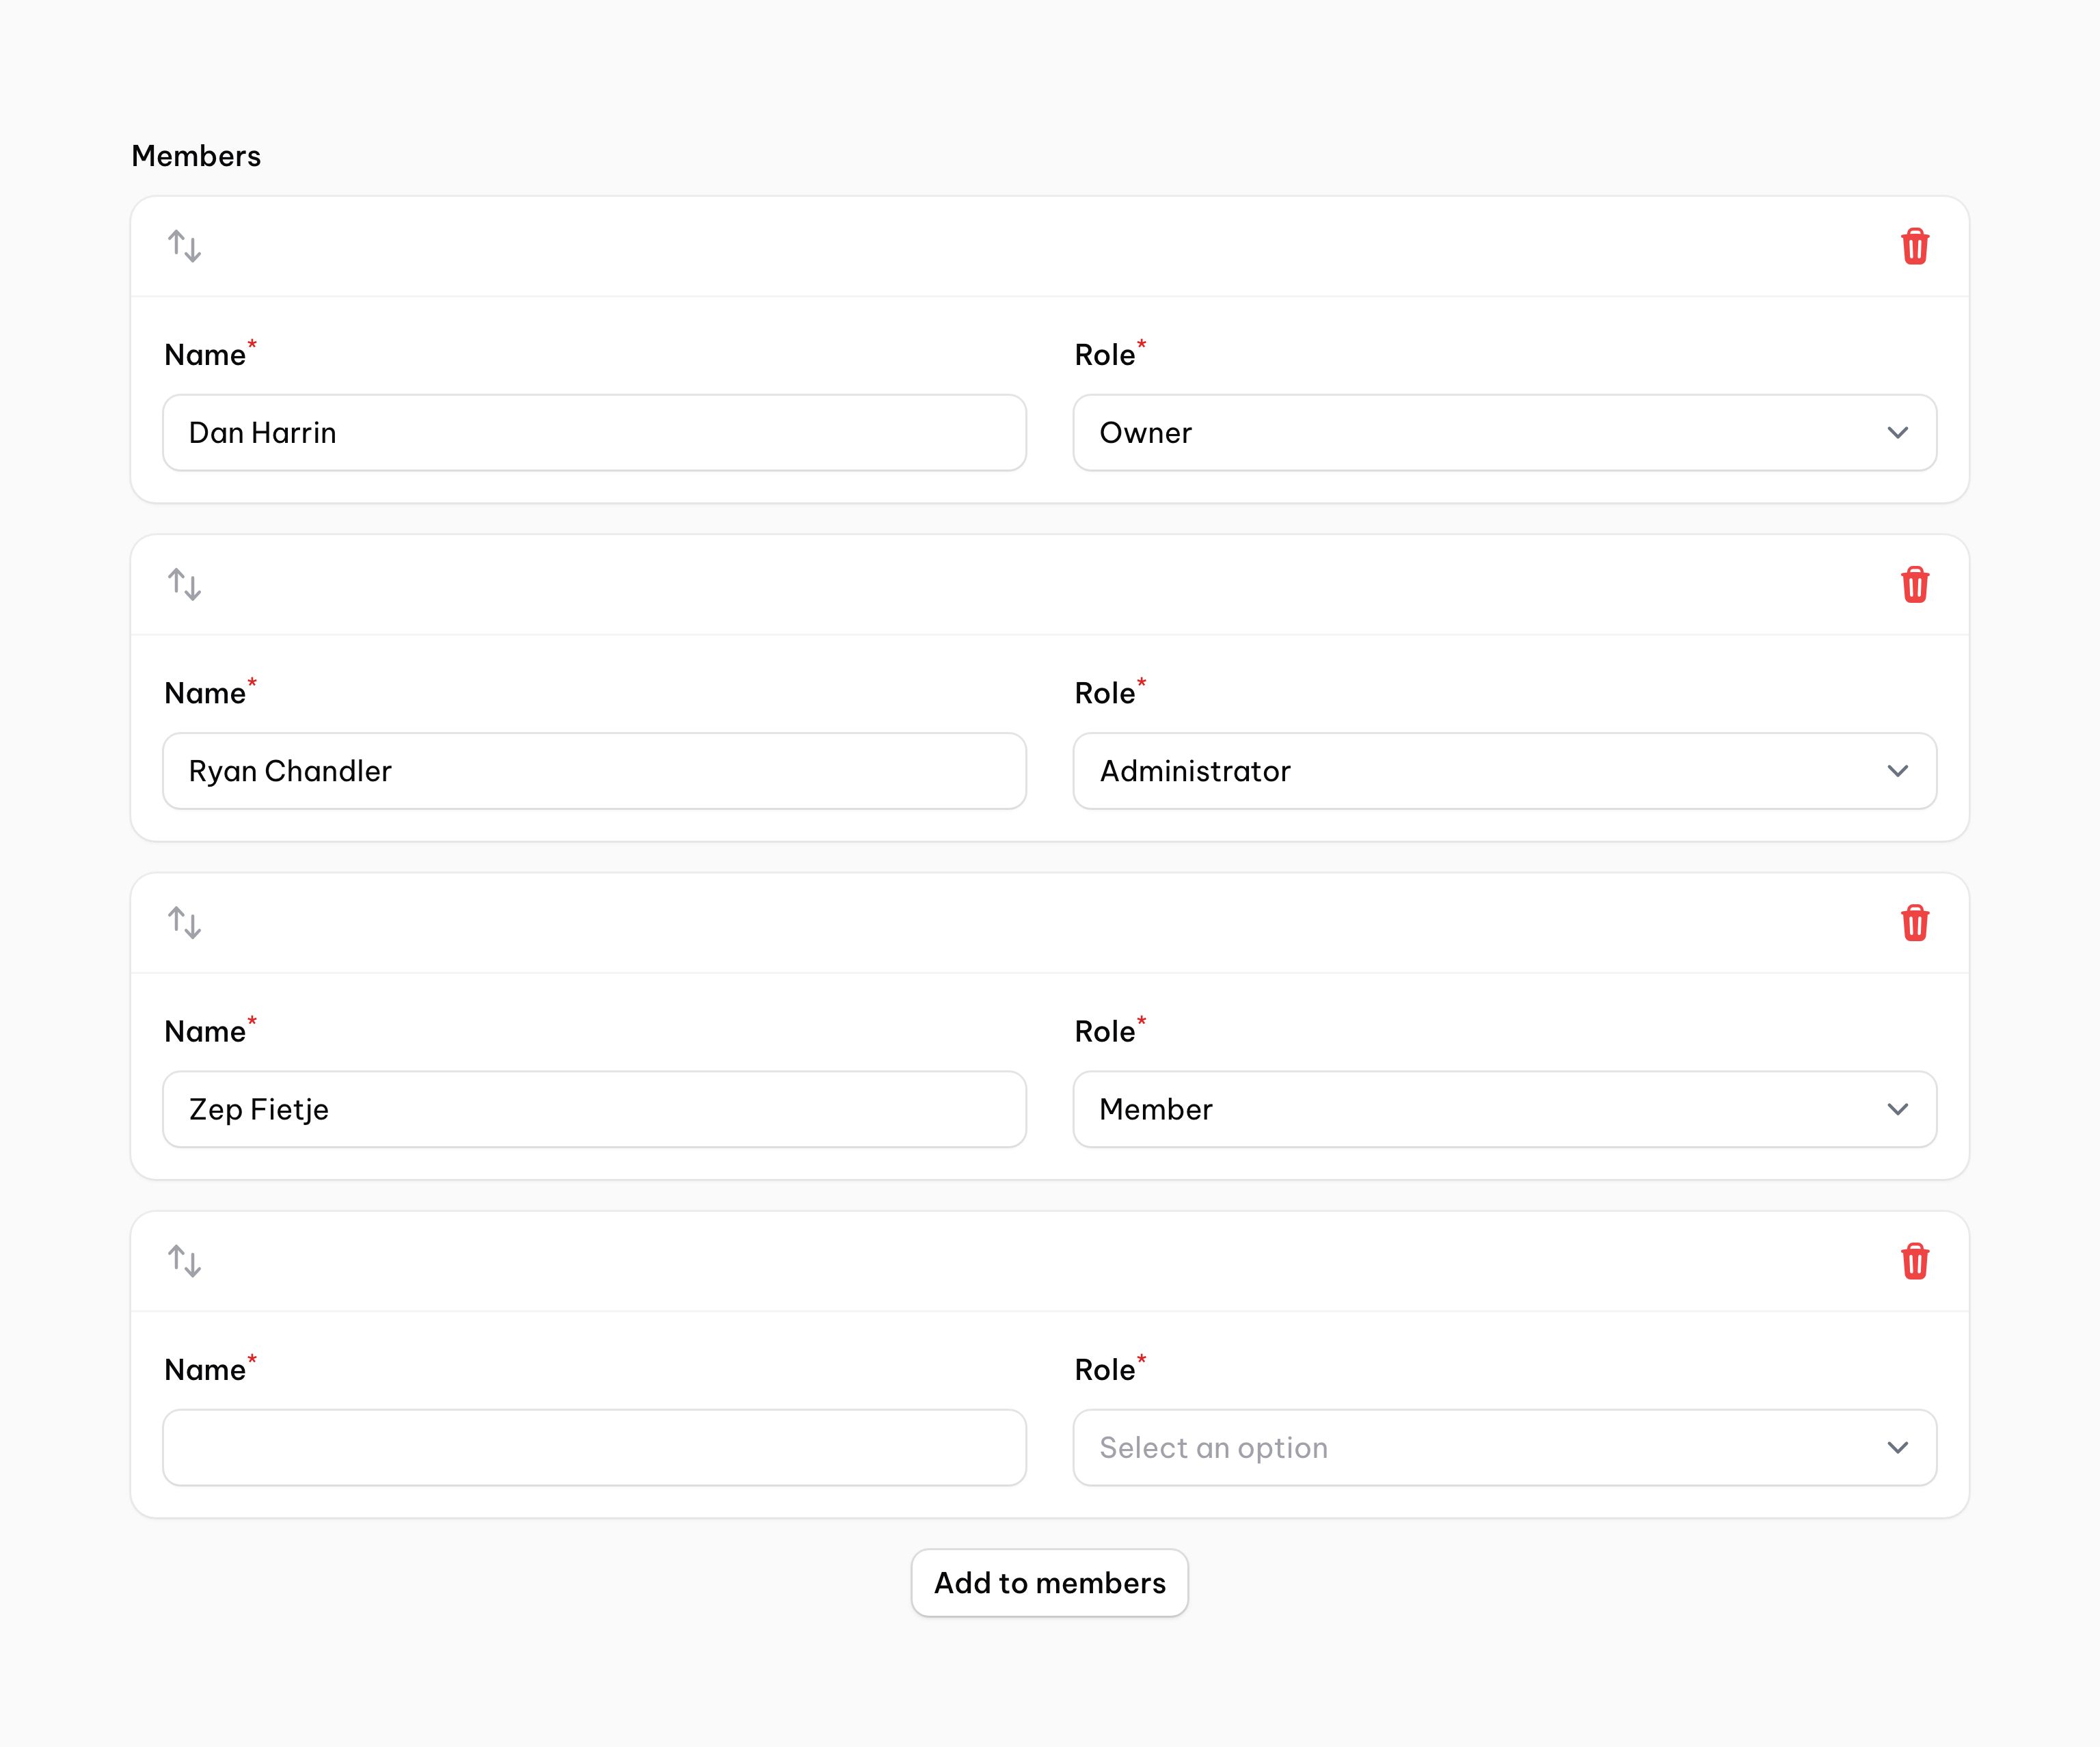 Members
Name* Role*
Dan Harrin Owner
Name* Role*
Ryan Chandler Administrator
Name* Role*
Zep Fietje Member
Name* Role*
Select an option
Add to members